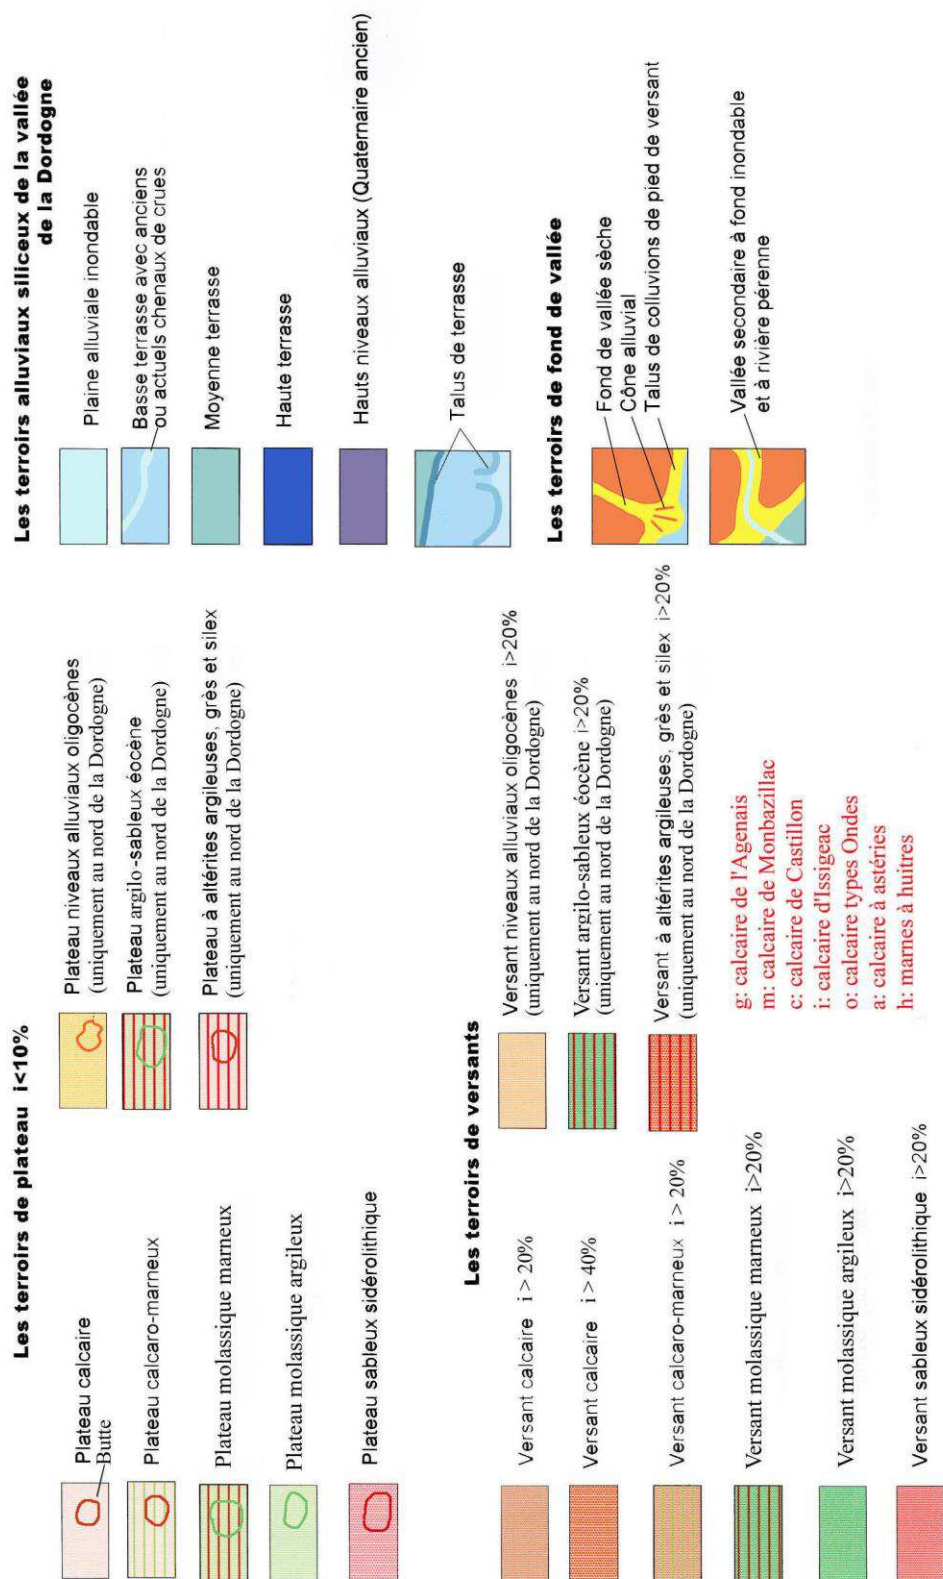 Les terroirs de plateau i<10%
Plateau calcaire
Butte
Plateau calcaro-marneux
Plateau molassique marneux
Plateau molassique argileux
Plateau sableux sidérolithique
Plateau niveaux alluviaux oligocènes
(uniquement au nord de la Dordogne)
Plateau argilo-sableux éocène
(uniquement au nord de la Dordogne)
Plateau à altérites argileuses, grès et silex
(uniquement au nord de la Dordogne)
Les terroirs alluviaux siliceux de la vallée
de la Dordogne
Plaine alluviale inondable
Basse terrasse avec anciens
ou actuels chenaux de crues
Moyenne terrasse
Haute terrasse
Hauts niveaux alluviaux (Quaternaire ancien)
Talus de terrasse
Les terroirs de versants
Versant calcaire i > 20%
Versant calcaire i > 40%
Versant calcaro-marneux i > 20%
Versant molassique marneux i>20%
Versant molassique argileux i>20%
Versant sableux sidérolithique i>20%
Versant niveaux alluviaux oligocènes i>20%
(uniquement au nord de la Dordogne)
Versant argilo-sableux éocène i>20%
(uniquement au nord de la Dordogne)
Versant à altérites argileuses, grès et silex i>20%
(uniquement au nord de la Dordogne)
g: calcaire de l'Agenais
m: calcaire de Monbazillac
c: calcaire de Castillon
i: calcaire d'Issigeac
o: calcaire types Ondes
a: calcaire à astéries
h: marnes à huitres
Les terroirs de fond de vallée
Fond de vallée sèche
Cône alluvial
Talus de colluvions de pied de versant
Vallée secondaire à fond inondable
et à rivière pérenne